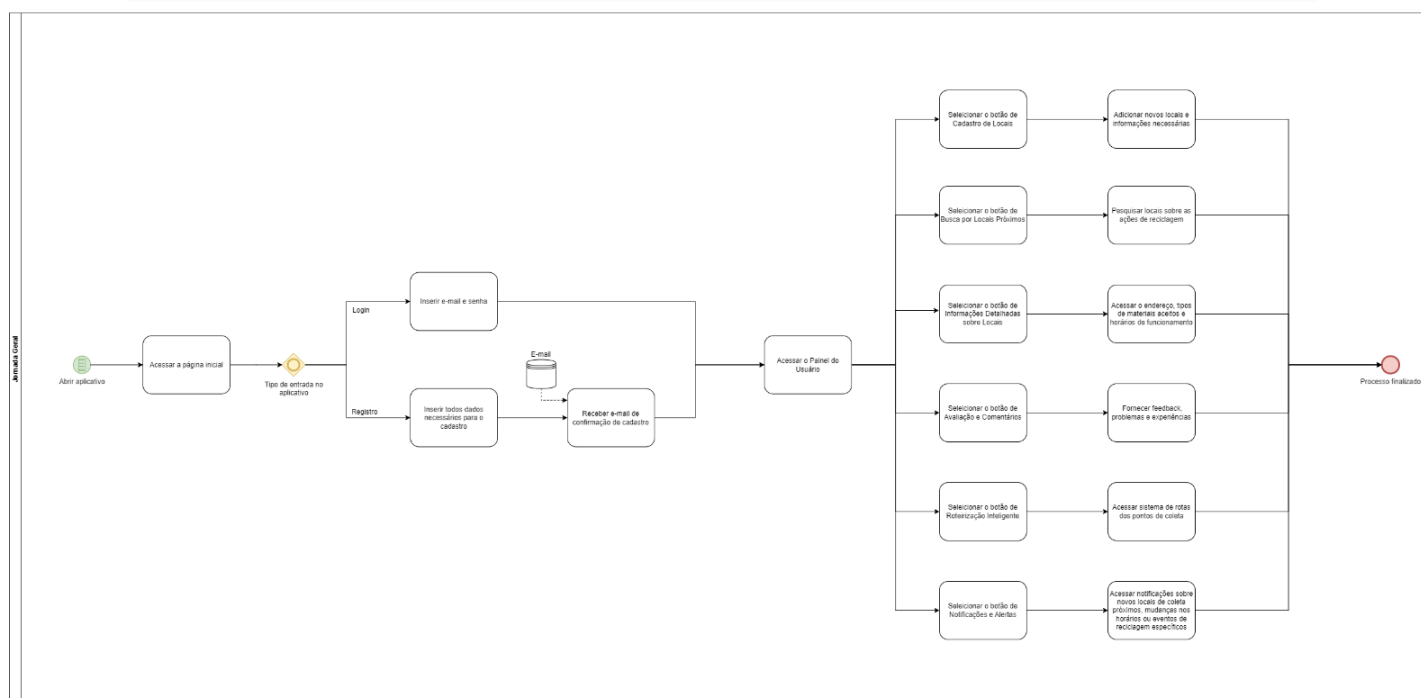 Jornada Geral
Abrir aplicativo
Acessar a página inicial
Tipo de entrada no
aplicativo
Login
Inserir e-mail e senha
Registro
Inserir todos dados
necessários para o
cadastro
E-mail
Receber e-mail de
confirmação de cadastro
Acessar o Painel do
Usuário
Selecionar o botão de
Cadastro de Locais
Adicionar novos locais e
informações necessárias
Selecionar o botão de
Busca por Locais Próximos
Pesquisar locais sobre as
ações de reciclagem
Selecionar o botão de
Informações Detalhadas
sobre Locais
Acessar o endereço, tipos
de materiais aceitos e
horários de funcionamento
Selecionar o botão de
Avaliação e Comentários
Fornecer feedback,
problemas e experiências
Selecionar o botão de
Roteirização Inteligente
Acessar sistema de rotas
dos pontos de coleta
Selecionar o botão de
Notificações e Alertas
Acessar notificações sobre
novos locais de coleta
próximos, mudanças nos
horários ou eventos de
reciclagem específicos
Processo finalizado